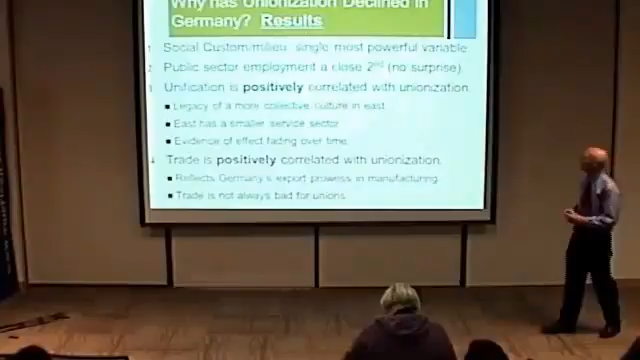 Why has Unionization Declined in
Germany? Results
Social Custom/milieu single most powerful variable
Public sector employment a close 2nd (no surprise)
Unification is positively correlated with unionization
Legacy of a more collective culture in east
East has a smaller service sector
Evidence of effect fading over time.
Trade is positively correlated with unionization.
Reflects Germany's export prowess in manufacturing
Trade is not always bad for unions